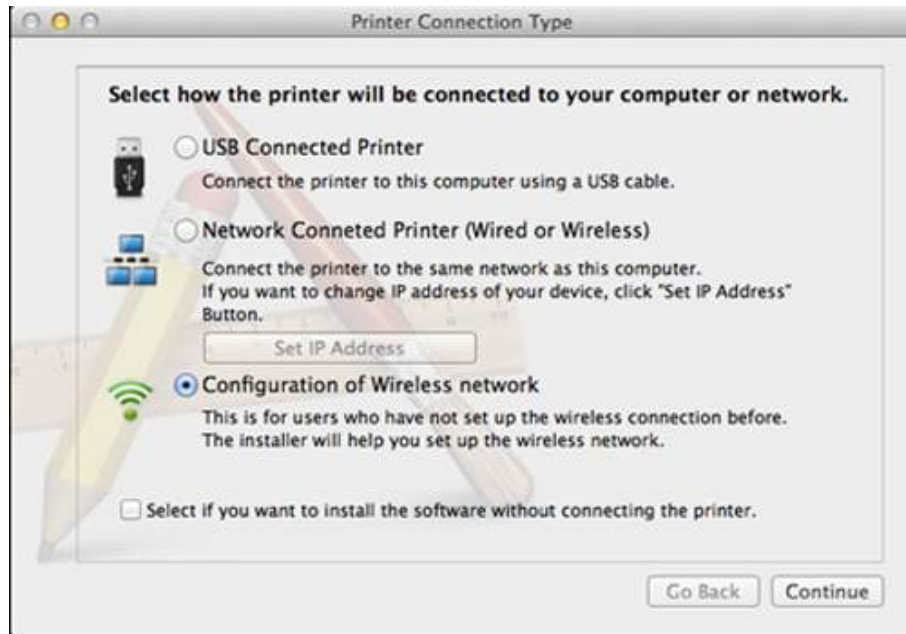 Printer Connection Type
Select how the printer will be connected to your computer or network.
USB Connected Printer
Connect the printer to this computer using a USB cable.
Network Conneted Printer (Wired or Wireless)
Connect the printer to the same network as this computer.
If you want to change IP address of your device, click "Set IP Address"
Button.
Set IP Address
Configuration of Wireless network
This is for users who have not set up the wireless connection before.
The installer will help you set up the wireless network.
Select if you want to install the software without connecting the printer.
Go Back Continue